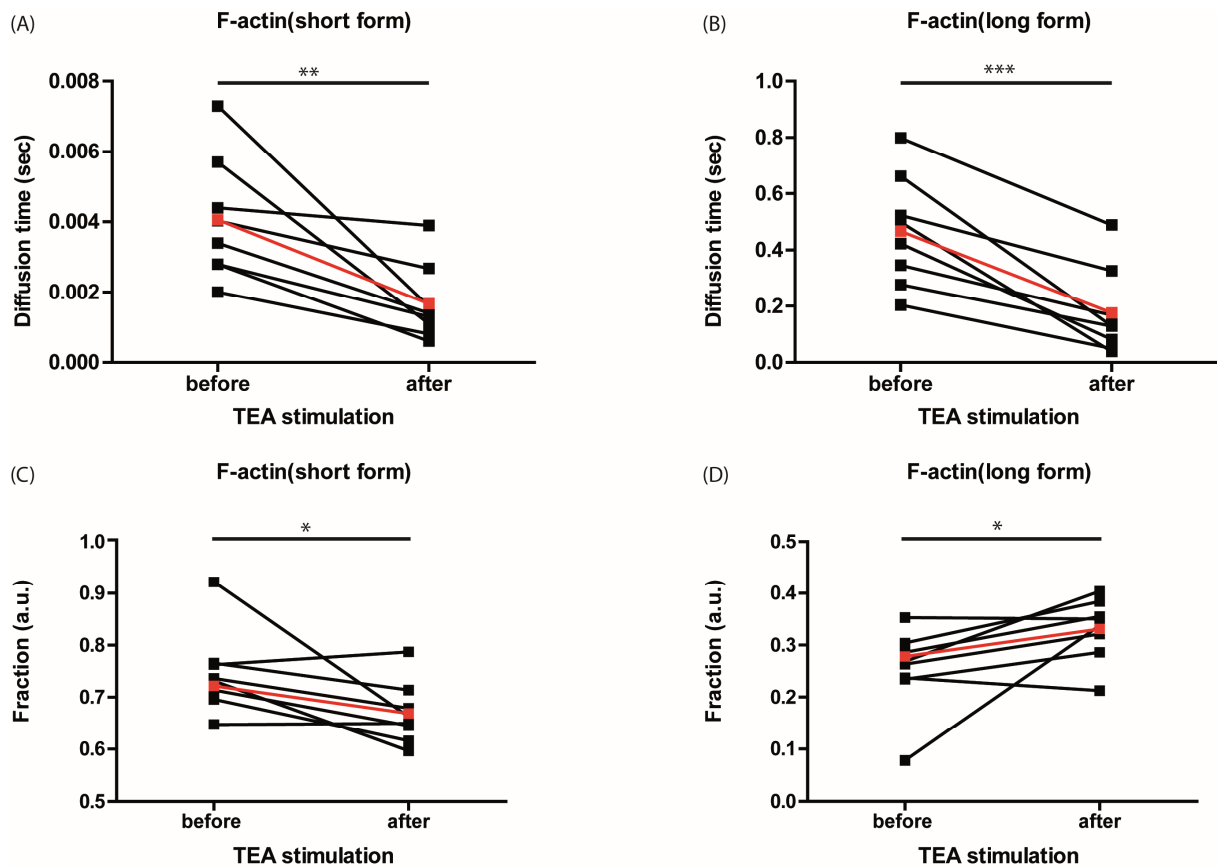 (A)
F-actin(short form)
**
Diffusion time (sec)
0.008
0.006
0.004
0.002
0.000
before after
TEA stimulation
(B)
F-actin(long form)
***
Diffusion time (sec)
1.0
0.8
0.6
0.4
0.2
0.0
before after
TEA stimulation
(C)
F-actin(short form)
*
Fraction (a.u.)
1.0
0.9
0.8
0.7
0.6
0.5
before after
TEA stimulation
(D)
F-actin(long form)
*
Fraction (a.u.)
0.5
0.4
0.3
0.2
0.1
0.0
before after
TEA stimulation